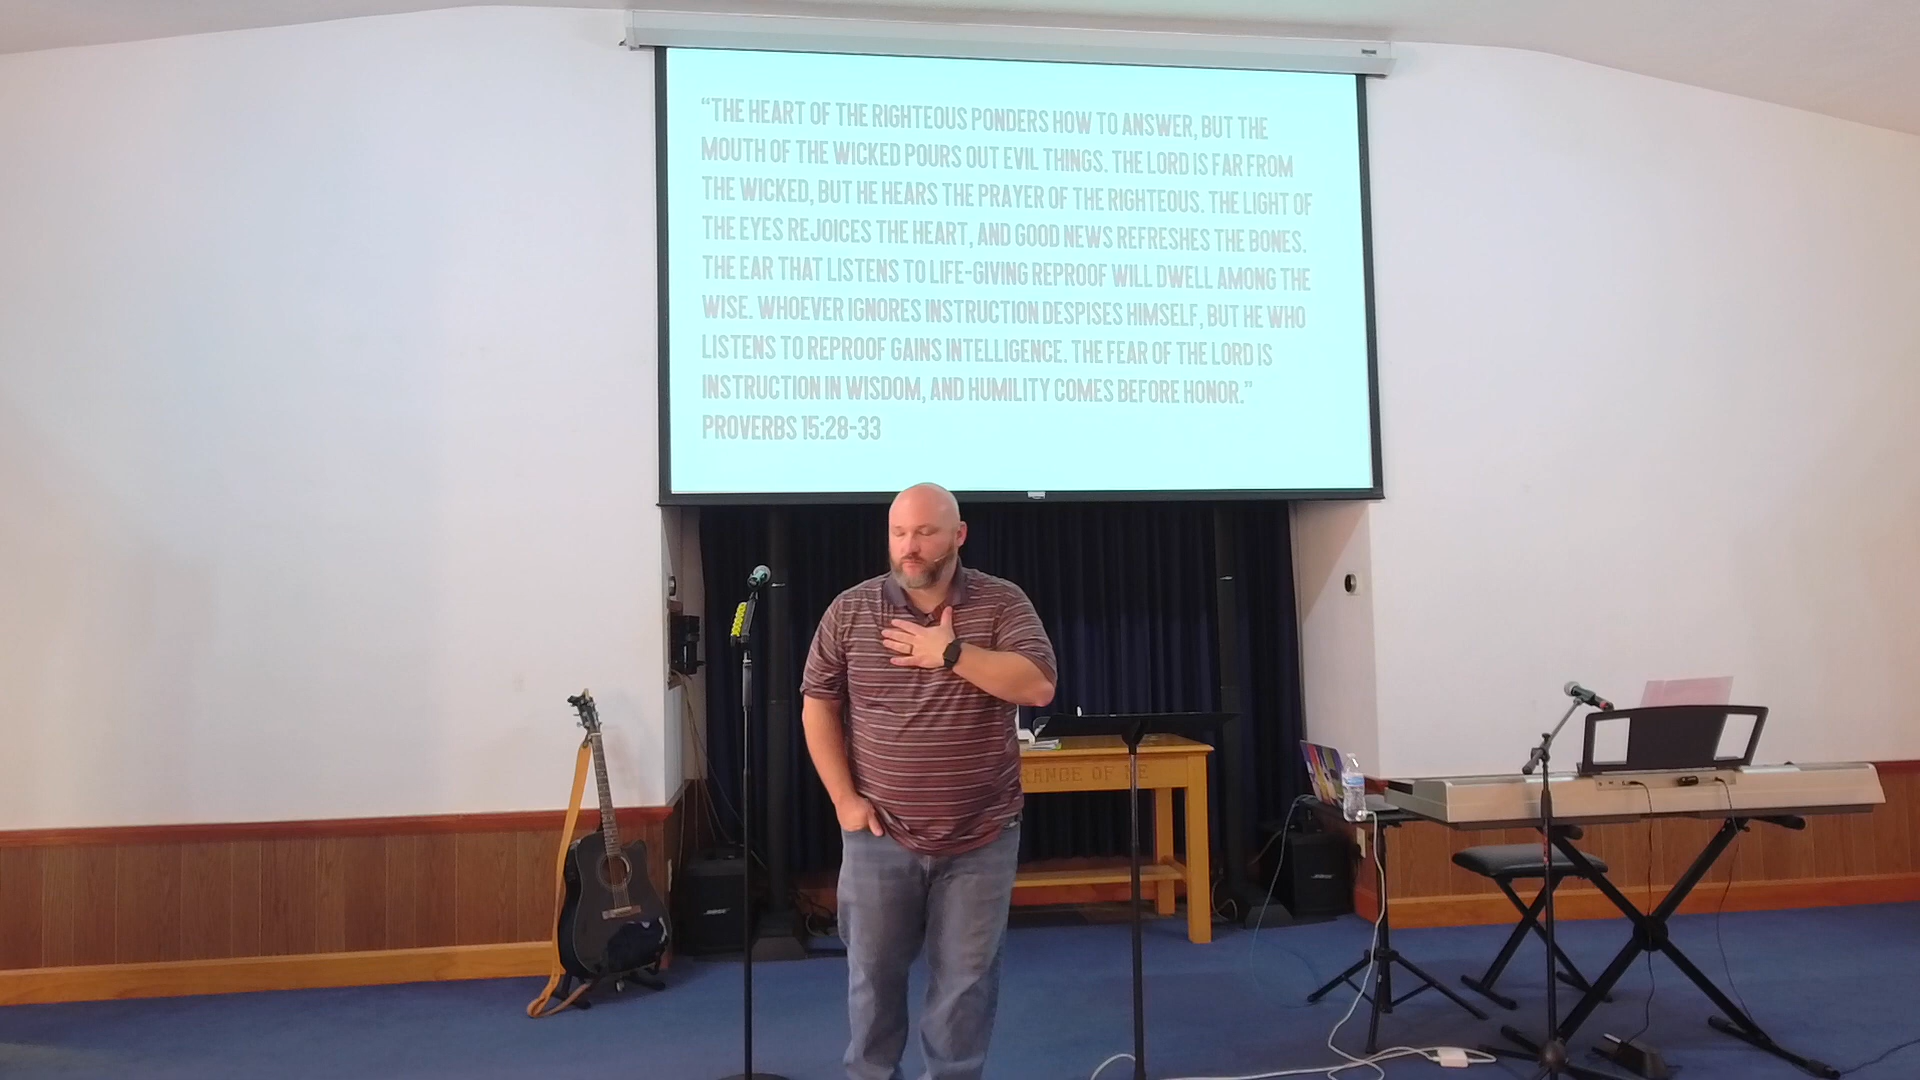 “THE HEART OF THE RIGHTEOUS PONDERS HOW TO ANSWER, BUT THE
MOUTH OF THE WICKED POURS OUT EVIL THINGS. THE LORD IS FAR FROM
THE WICKED, BUT HE HEARS THE PRAYER OF THE RIGHTEOUS. THE LIGHT OF
THE EYES REJOICES THE HEART, AND GOOD NEWS REFRESHES THE BONES.
THE EAR THAT LISTENS TO LIFE-GIVING REPROOF WILL DWELL AMONG THE
WISE. WHOEVER IGNORES INSTRUCTION DESPISES HIMSELF, BUT HE WHO
LISTENS TO REPROOF GAINS INTELLIGENCE. THE FEAR OF THE LORD IS
INSTRUCTION IN WISDOM, AND HUMILITY COMES BEFORE HONOR.”
PROVERBS 15:28-33
OF
BOSE
BOSE